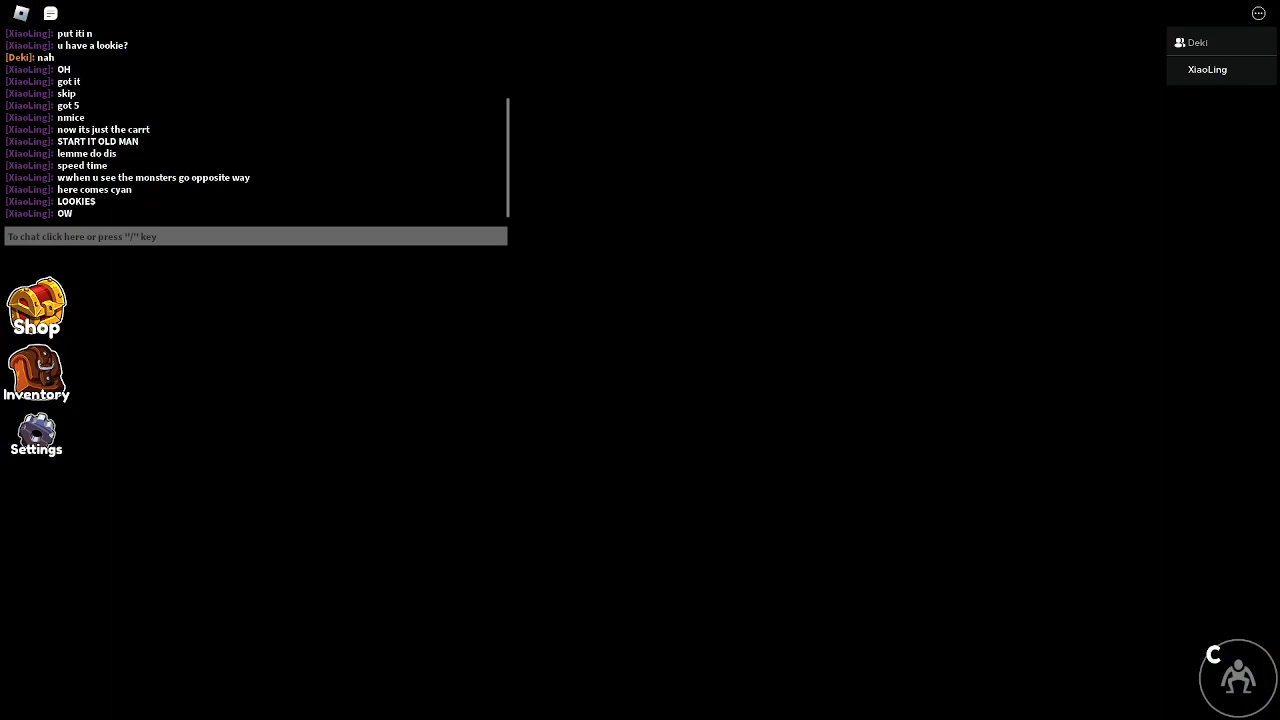 [XiaoLing]: put iti n
[XiaoLing]: u have a lookie?
[Deki]: nah
[XiaoLing]: OH
[XiaoLing]: got it
[XiaoLing]: skip
[XiaoLing]: got 5
[XiaoLing]: nmice
[XiaoLing]: now its just the carrt
[XiaoLing]: START IT OLD MAN
[XiaoLing]: lemme do dis
[XiaoLing]: speed time
[XiaoLing]: wwhen u see the monsters go opposite way
[XiaoLing]: here comes cyan
[XiaoLing]: LOOKIES
[XiaoLing]: OW
To chat click here or press "/" key
Shop
Inventory
Settings
Deki
XiaoLing
C